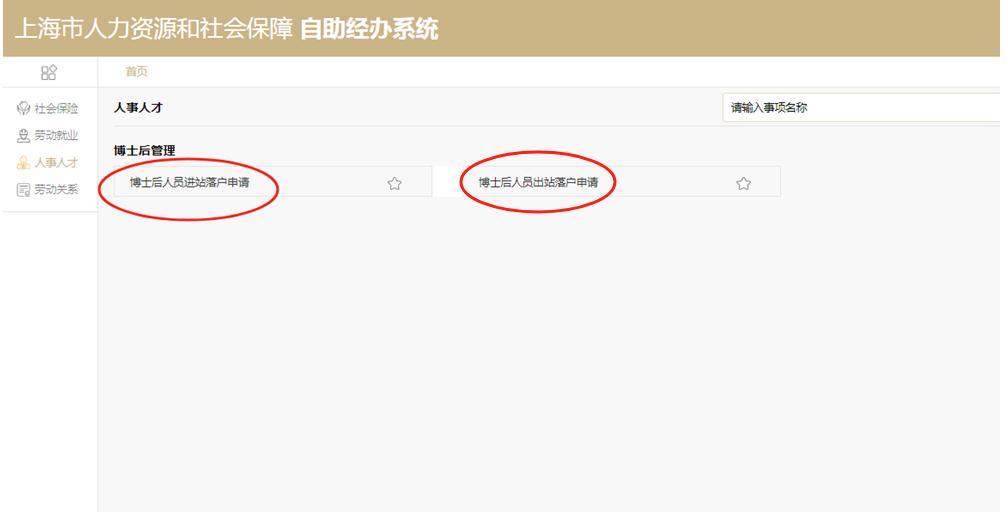 上海市人力资源和社会保障 自助经办系统
首页
社会保险
劳动就业
人事人才
劳动关系
人事人才
请输入事项名称
博士后管理
博士后人员进站落户申请
博士后人员出站落户申请